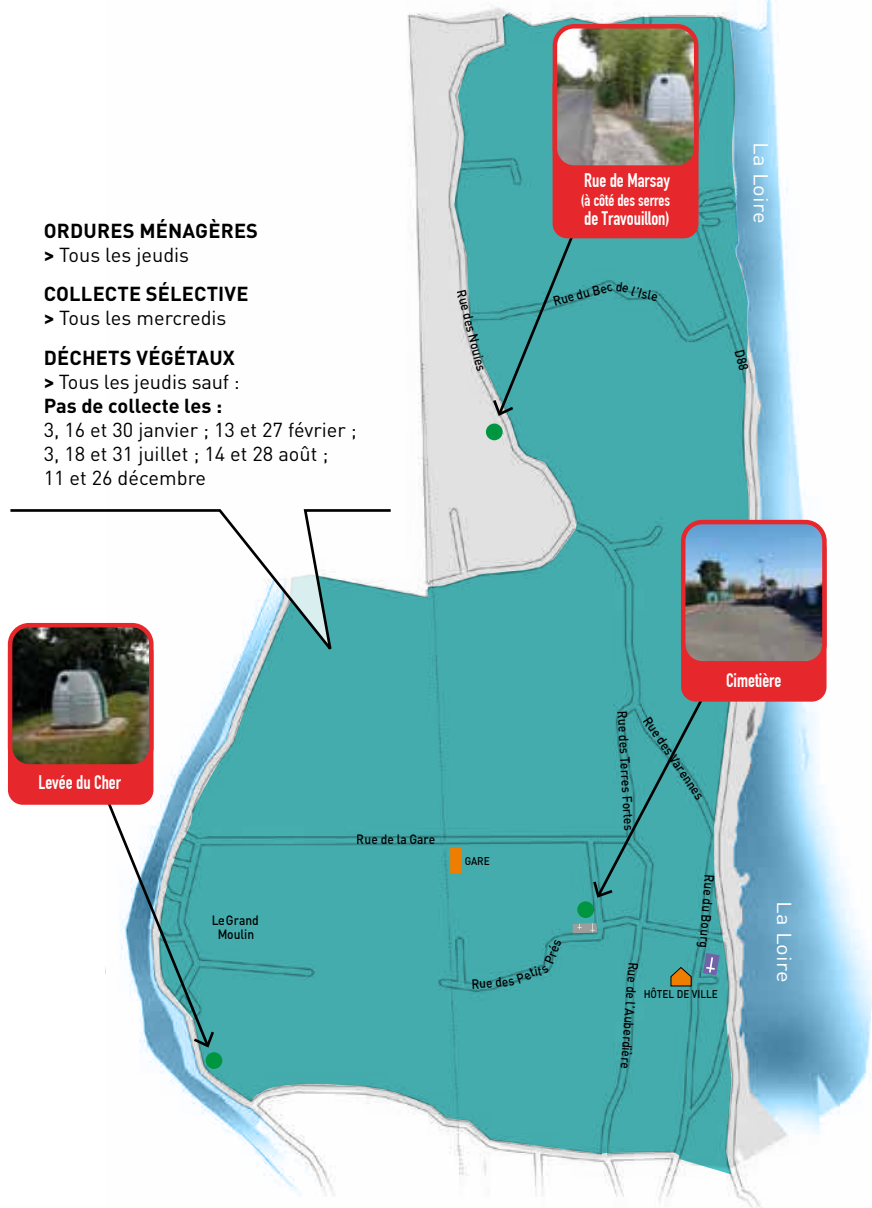 ORDURES MÉNAGÈRES
> Tous les jeudis
COLLECTE SÉLECTIVE
> Tous les mercredis
DÉCHETS VÉGÉTAUX
> Tous les jeudis sauf :
Pas de collecte les :
3, 16 et 30 janvier ; 13 et 27 février ;
3, 18 et 31 juillet ; 14 et 28 août ;
11 et 26 décembre
Rue de Marsay
(à côté des serres
de Travouillon)
La Loire
Rue du Bec de l'Isle
Rue des Nouies
D88
Cimetière
Levée du Cher
Rue des Terres Fortes
Rue des Varennes
Rue de la Gare
GARE
Le Grand
Moulin
Rue du Bourg
La Loire
Rue des Petits Prés
Rue de l'Auberdière
HÔTEL DE VILLE